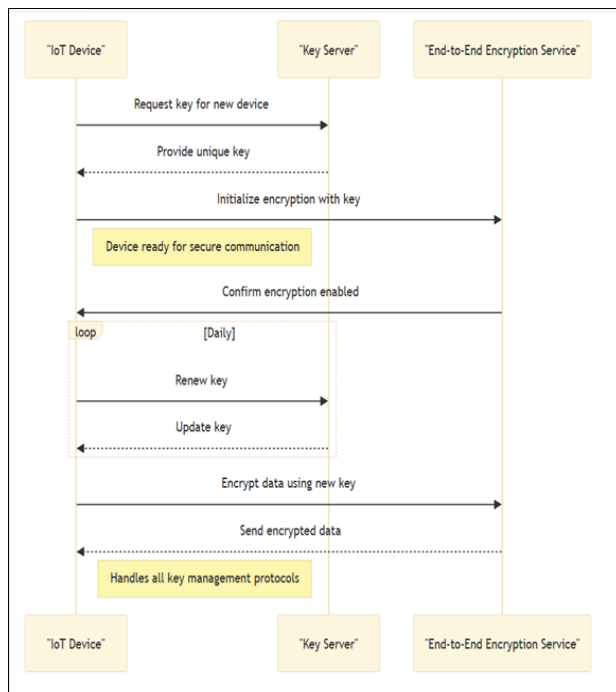 "IoT Device" "Key Server" "End-to-End Encryption Service"
Request key for new device
Provide unique key
Initialize encryption with key
Device ready for secure communication
Confirm encryption enabled
loop [Daily]
Renew key
Update key
Encrypt data using new key
Send encrypted data
Handles all key management protocols
"IoT Device" "Key Server" "End-to-End Encryption Service"